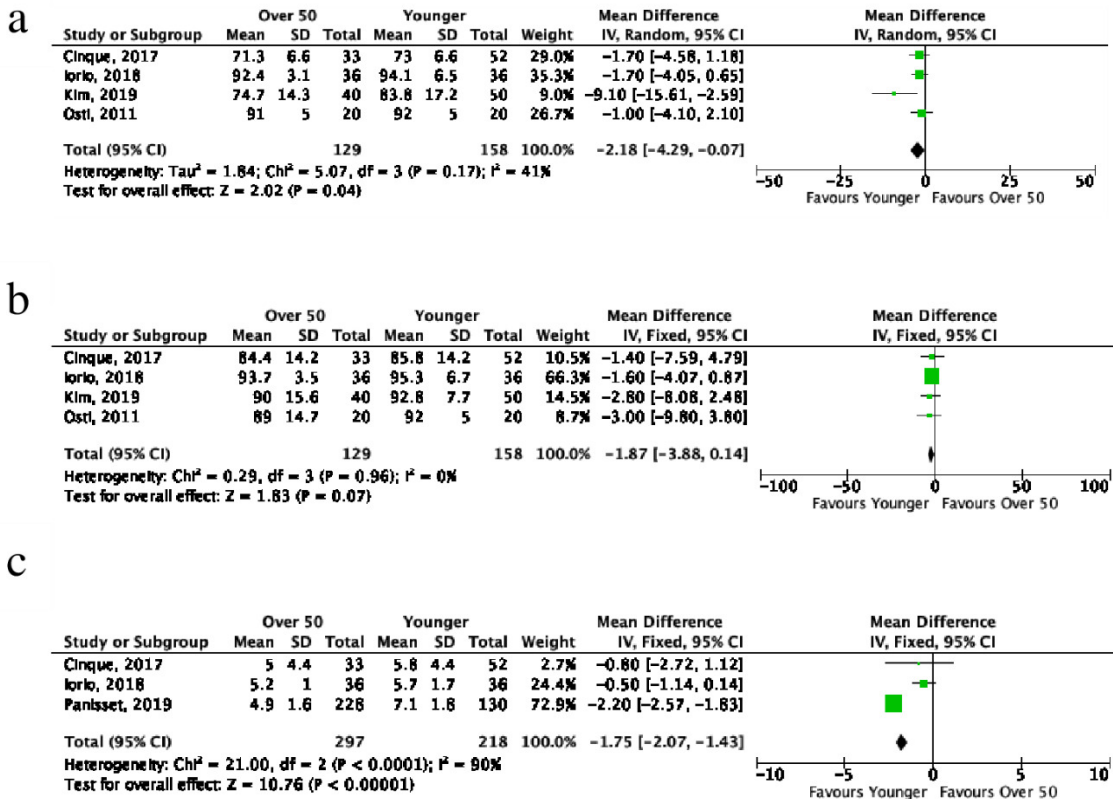 a
Over 50 Younger Mean Difference Mean Difference
Study or Subgroup Mean SD Total Mean SD Total Weight IV, Random, 95% CI IV, Random, 95% CI
Cinque, 2017 71.3 6.6 33 73 6.6 52 29.0% −1.70 [−4.58, 1.18]
Iorio, 2018 92.4 3.1 36 94.1 6.5 36 35.3% −1.70 [−4.05, 0.65]
Kim, 2019 74.7 14.3 40 83.8 17.2 50 9.0% −9.10 [−15.61, −2.59]
Osti, 2011 91 5 20 92 5 20 26.7% −1.00 [−4.10, 2.10]
Total (95% CI) 129 158 100.0% −2.18 [−4.29, −0.07]
Heterogeneity: Tau² = 1.84; Chi² = 5.07, df = 3 (P = 0.17); I² = 41%
Test for overall effect: Z = 2.02 (P = 0.04)
−50 −25 0 25 50
Favours Younger Favours Over 50
b
Over 50 Younger Mean Difference Mean Difference
Study or Subgroup Mean SD Total Mean SD Total Weight IV, Fixed, 95% CI IV, Fixed, 95% CI
Cinque, 2017 84.4 14.2 33 85.8 14.2 52 10.5% −1.40 [−7.59, 4.79]
Iorio, 2018 93.7 3.5 36 95.3 6.7 36 66.3% −1.60 [−4.07, 0.87]
Kim, 2019 90 15.6 40 92.8 7.7 50 14.5% −2.80 [−8.08, 2.48]
Osti, 2011 89 14.7 20 92 5 20 8.7% −3.00 [−9.80, 3.80]
Total (95% CI) 129 158 100.0% −1.87 [−3.88, 0.14]
Heterogeneity: Chi² = 0.29, df = 3 (P = 0.96); I² = 0%
Test for overall effect: Z = 1.83 (P = 0.07)
−100 −50 0 50 100
Favours Younger Favours Over 50
c
Over 50 Younger Mean Difference Mean Difference
Study or Subgroup Mean SD Total Mean SD Total Weight IV, Fixed, 95% CI IV, Fixed, 95% CI
Cinque, 2017 5 4.4 33 5.8 4.4 52 2.7% −0.80 [−2.72, 1.12]
Iorio, 2018 5.2 1 36 5.7 1.7 36 24.4% −0.50 [−1.14, 0.14]
Panisset, 2019 4.9 1.6 228 7.1 1.8 130 72.9% −2.20 [−2.57, −1.83]
Total (95% CI) 297 218 100.0% −1.75 [−2.07, −1.43]
Heterogeneity: Chi² = 21.00, df = 2 (P < 0.0001); I² = 90%
Test for overall effect: Z = 10.76 (P < 0.00001)
−10 −5 0 5 10
Favours Younger Favours Over 50